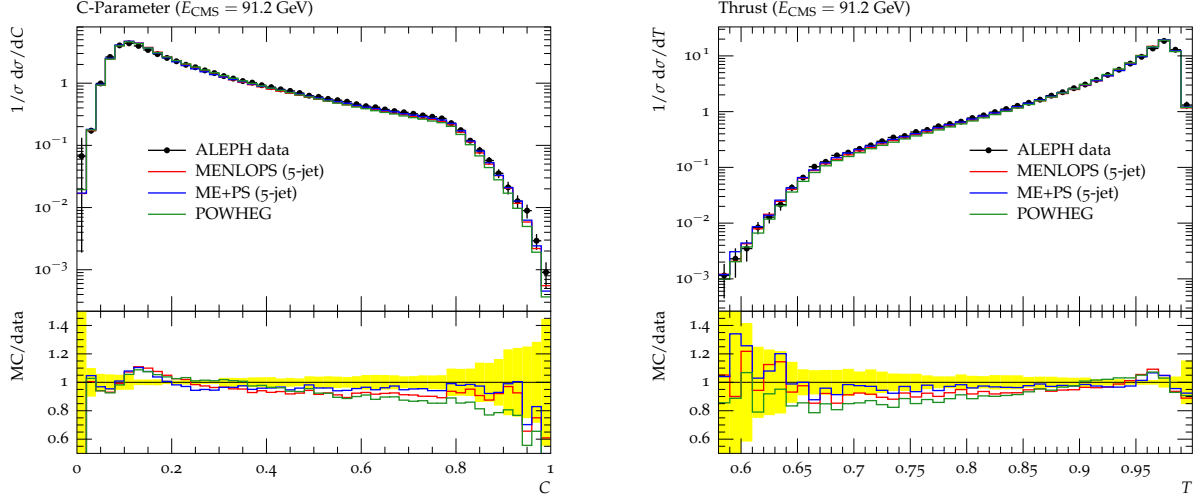 C-Parameter (E_CMS = 91.2 GeV)
1/σ dσ/dC
1
10⁻¹
10⁻²
10⁻³
ALEPH data
MENLOPS (5-jet)
ME+PS (5-jet)
POWHEG
MC/data
1.4
1.2
1
0.8
0.6
0 0.2 0.4 0.6 0.8 1
C
Thrust (E_CMS = 91.2 GeV)
1/σ dσ/dT
10¹
1
10⁻¹
10⁻²
10⁻³
ALEPH data
MENLOPS (5-jet)
ME+PS (5-jet)
POWHEG
MC/data
1.4
1.2
1
0.8
0.6
0.6 0.65 0.7 0.75 0.8 0.85 0.9 0.95
T